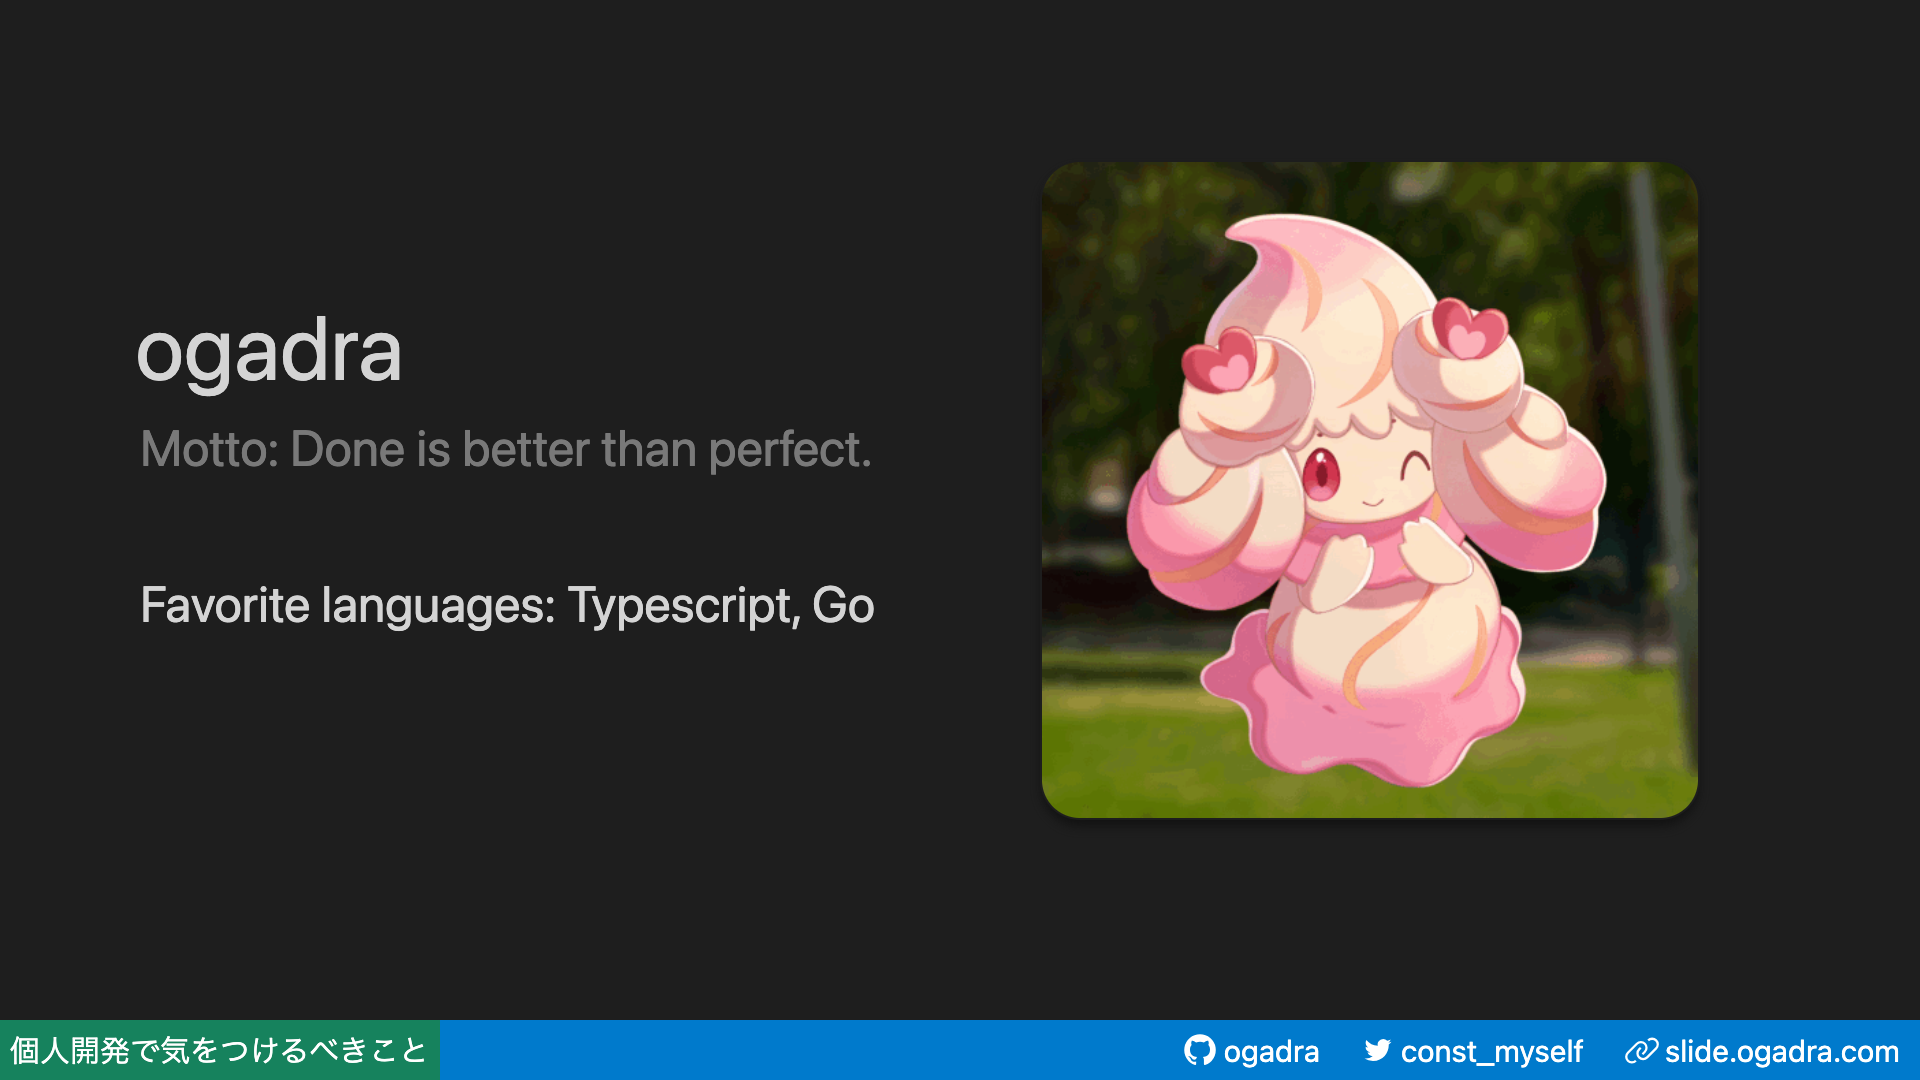 ogadra
Motto: Done is better than perfect.
Favorite languages: Typescript, Go
個人開発で気をつけるべきこと
ogadra
const_myself
slide.ogadra.com